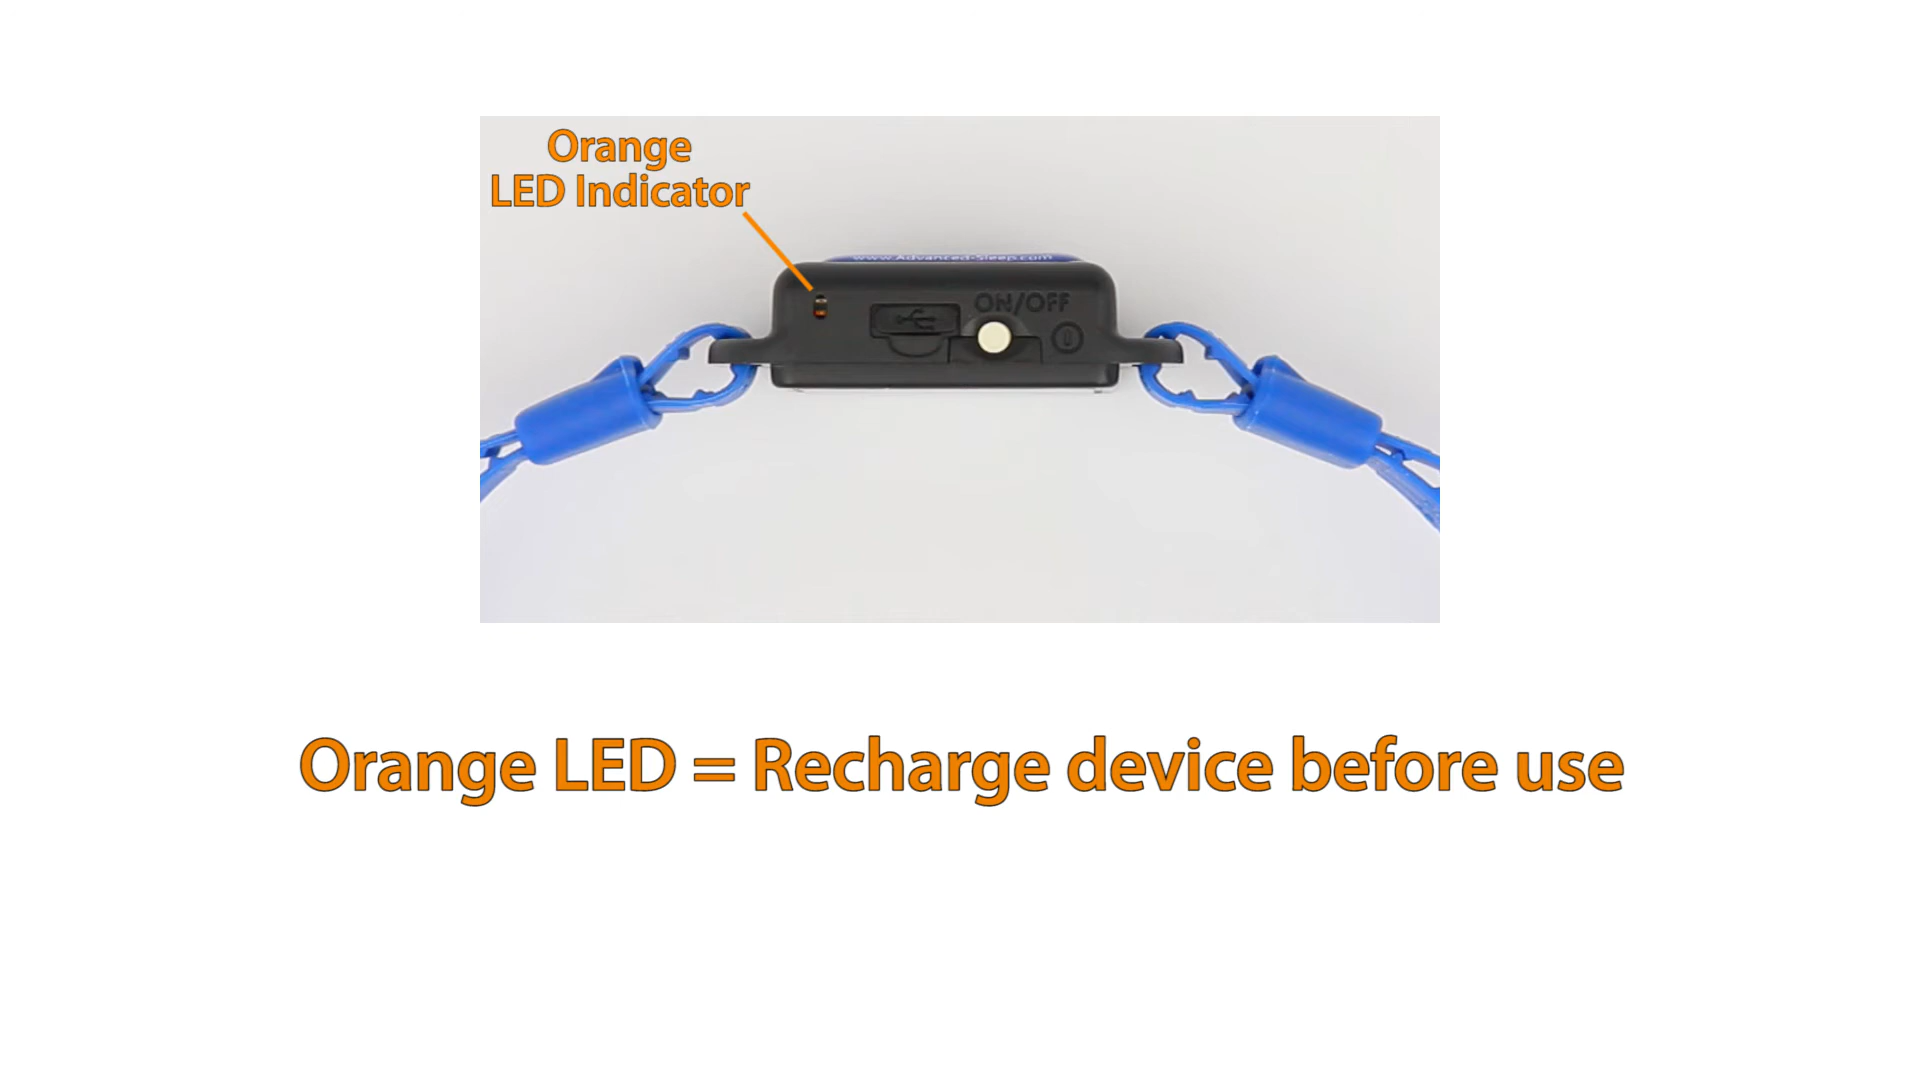 Orange
LED Indicator
www.Advanced-Sleep.com
ON/OFF
Orange LED = Recharge device before use